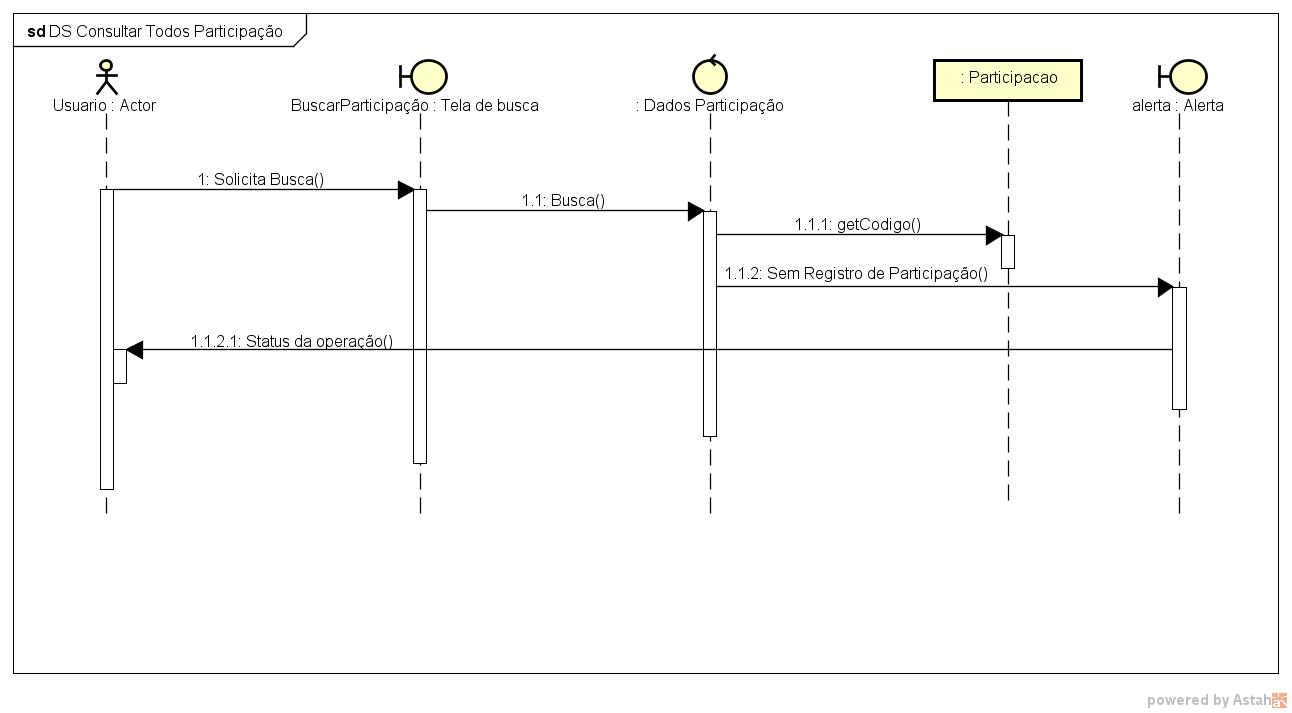 sd DS Consultar Todos Participação
Usuario : Actor
BuscarParticipação : Tela de busca
: Dados Participação
: Participacao
alerta : Alerta
1: Solicita Busca()
1.1: Busca()
1.1.1: getCodigo()
1.1.2: Sem Registro de Participação()
1.1.2.1: Status da operação()
powered by Astah